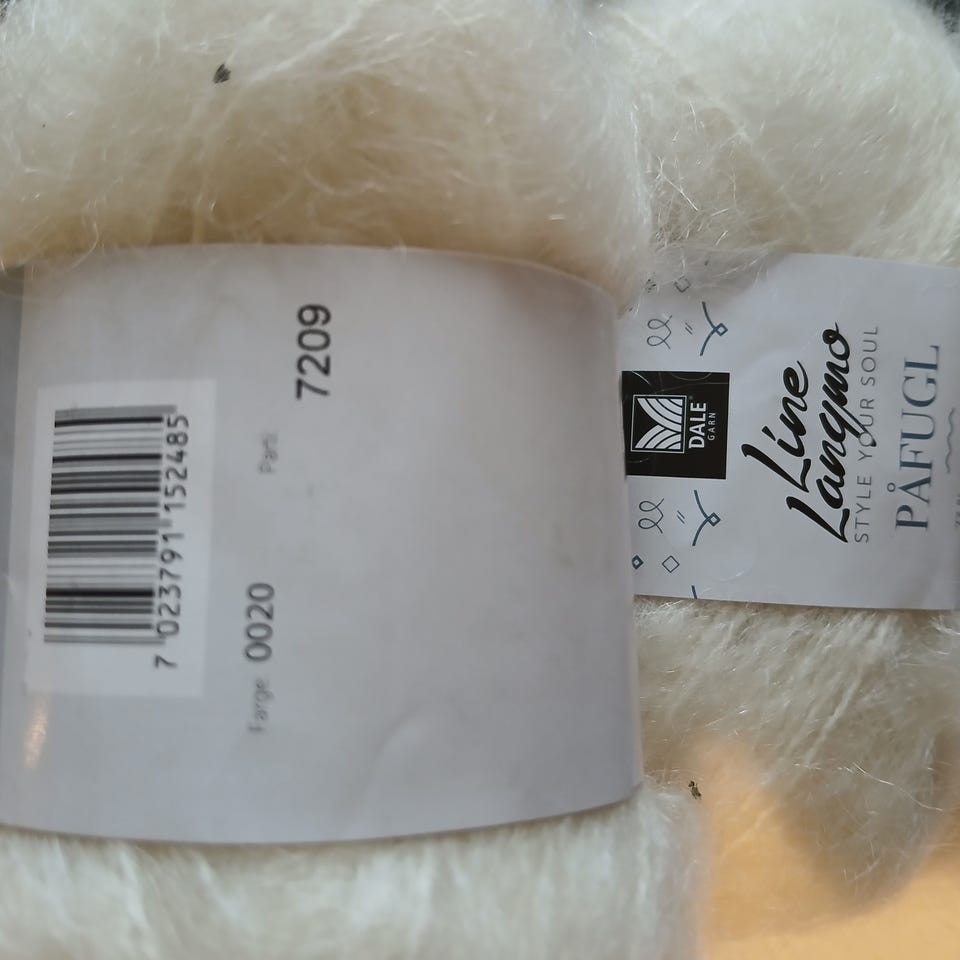 7 023791 152485
Farge 0020
Parti 7209
DALE
GARN
Line
Langmo
STYLE YOUR SOUL
PÅFUGL